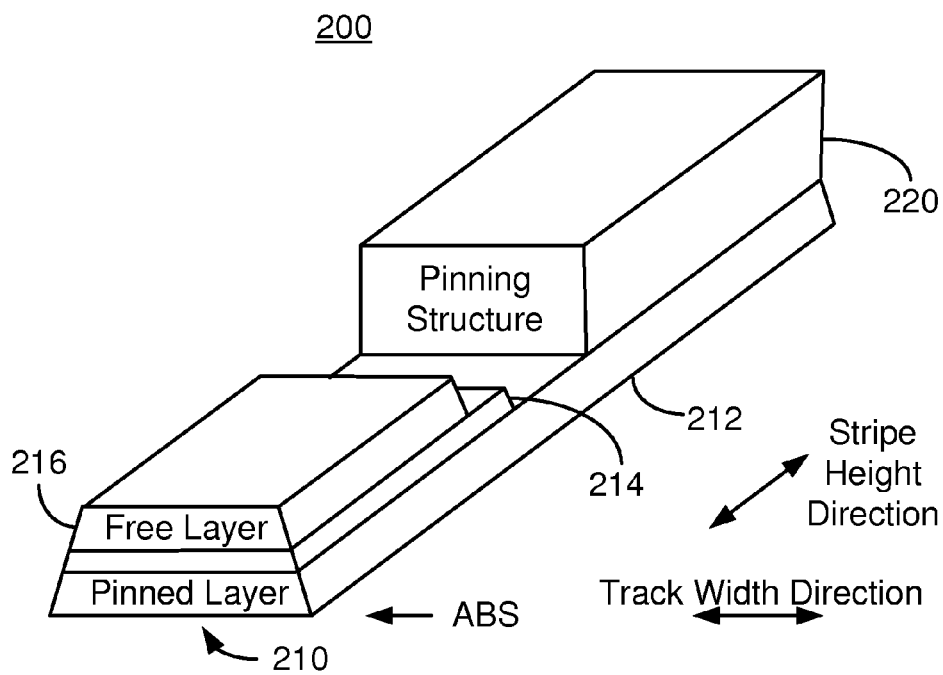 200
220
Pinning
Structure
212
Stripe
Height
Direction
214
216
Free Layer
Pinned Layer
Track Width Direction
ABS
210